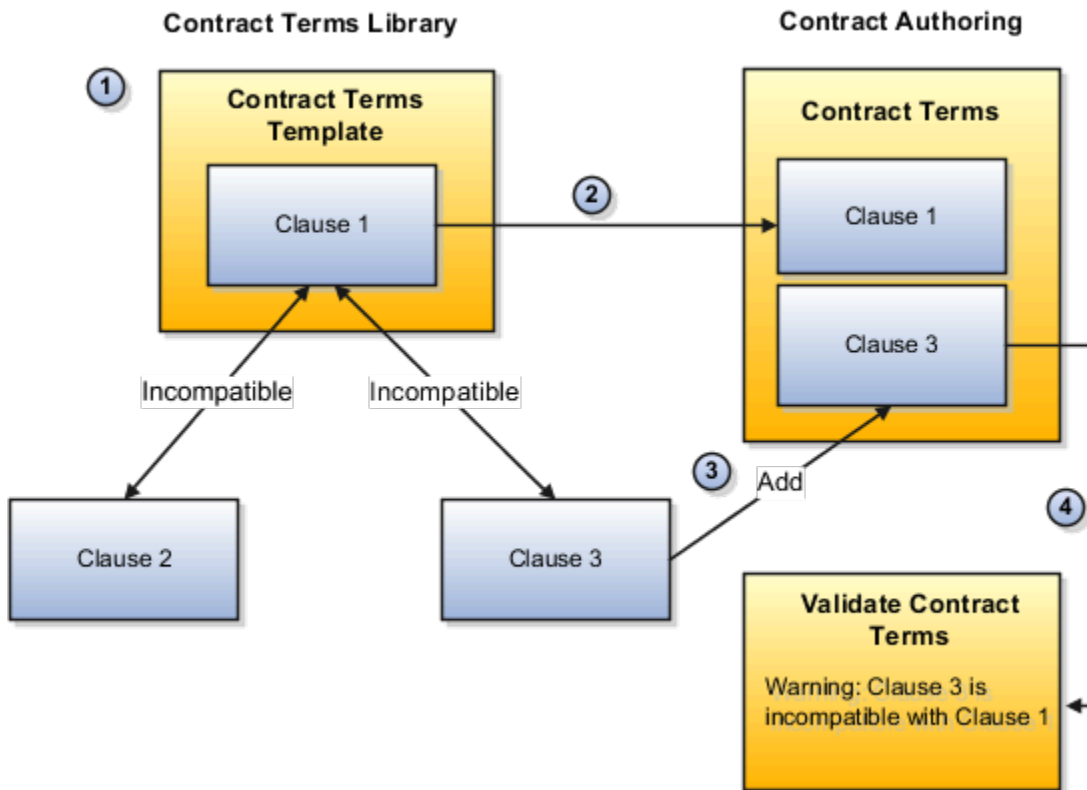 Contract Terms Library
Contract Authoring
1
Contract Terms
Template
Clause 1
2
Contract Terms
Clause 1
Clause 3
Incompatible
Incompatible
3
Add
4
Clause 2
Clause 3
Validate Contract
Terms
Warning: Clause 3 is
incompatible with Clause 1